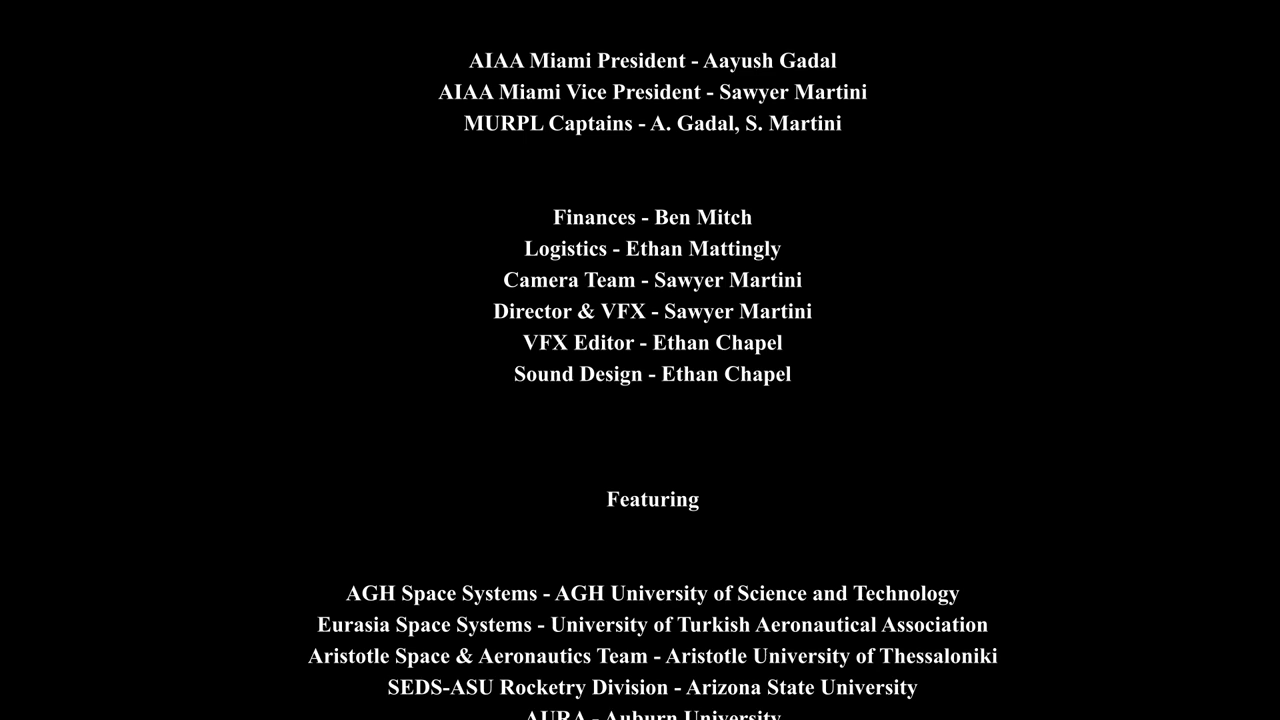 AIAA Miami President - Aayush Gadal
AIAA Miami Vice President - Sawyer Martini
MURPL Captains - A. Gadal, S. Martini
Finances - Ben Mitch
Logistics - Ethan Mattingly
Camera Team - Sawyer Martini
Director & VFX - Sawyer Martini
VFX Editor - Ethan Chapel
Sound Design - Ethan Chapel
Featuring
AGH Space Systems - AGH University of Science and Technology
Eurasia Space Systems - University of Turkish Aeronautical Association
Aristotle Space & Aeronautics Team - Aristotle University of Thessaloniki
SEDS-ASU Rocketry Division - Arizona State University
AURA - Auburn University